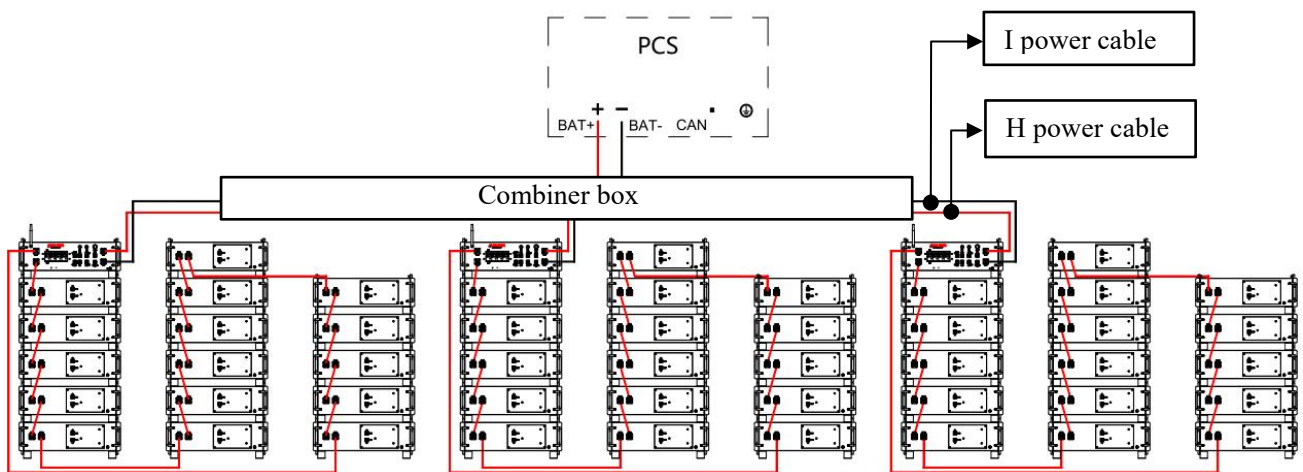 PCS
I power cable
+ −
BAT+ BAT- CAN
H power cable
Combiner box